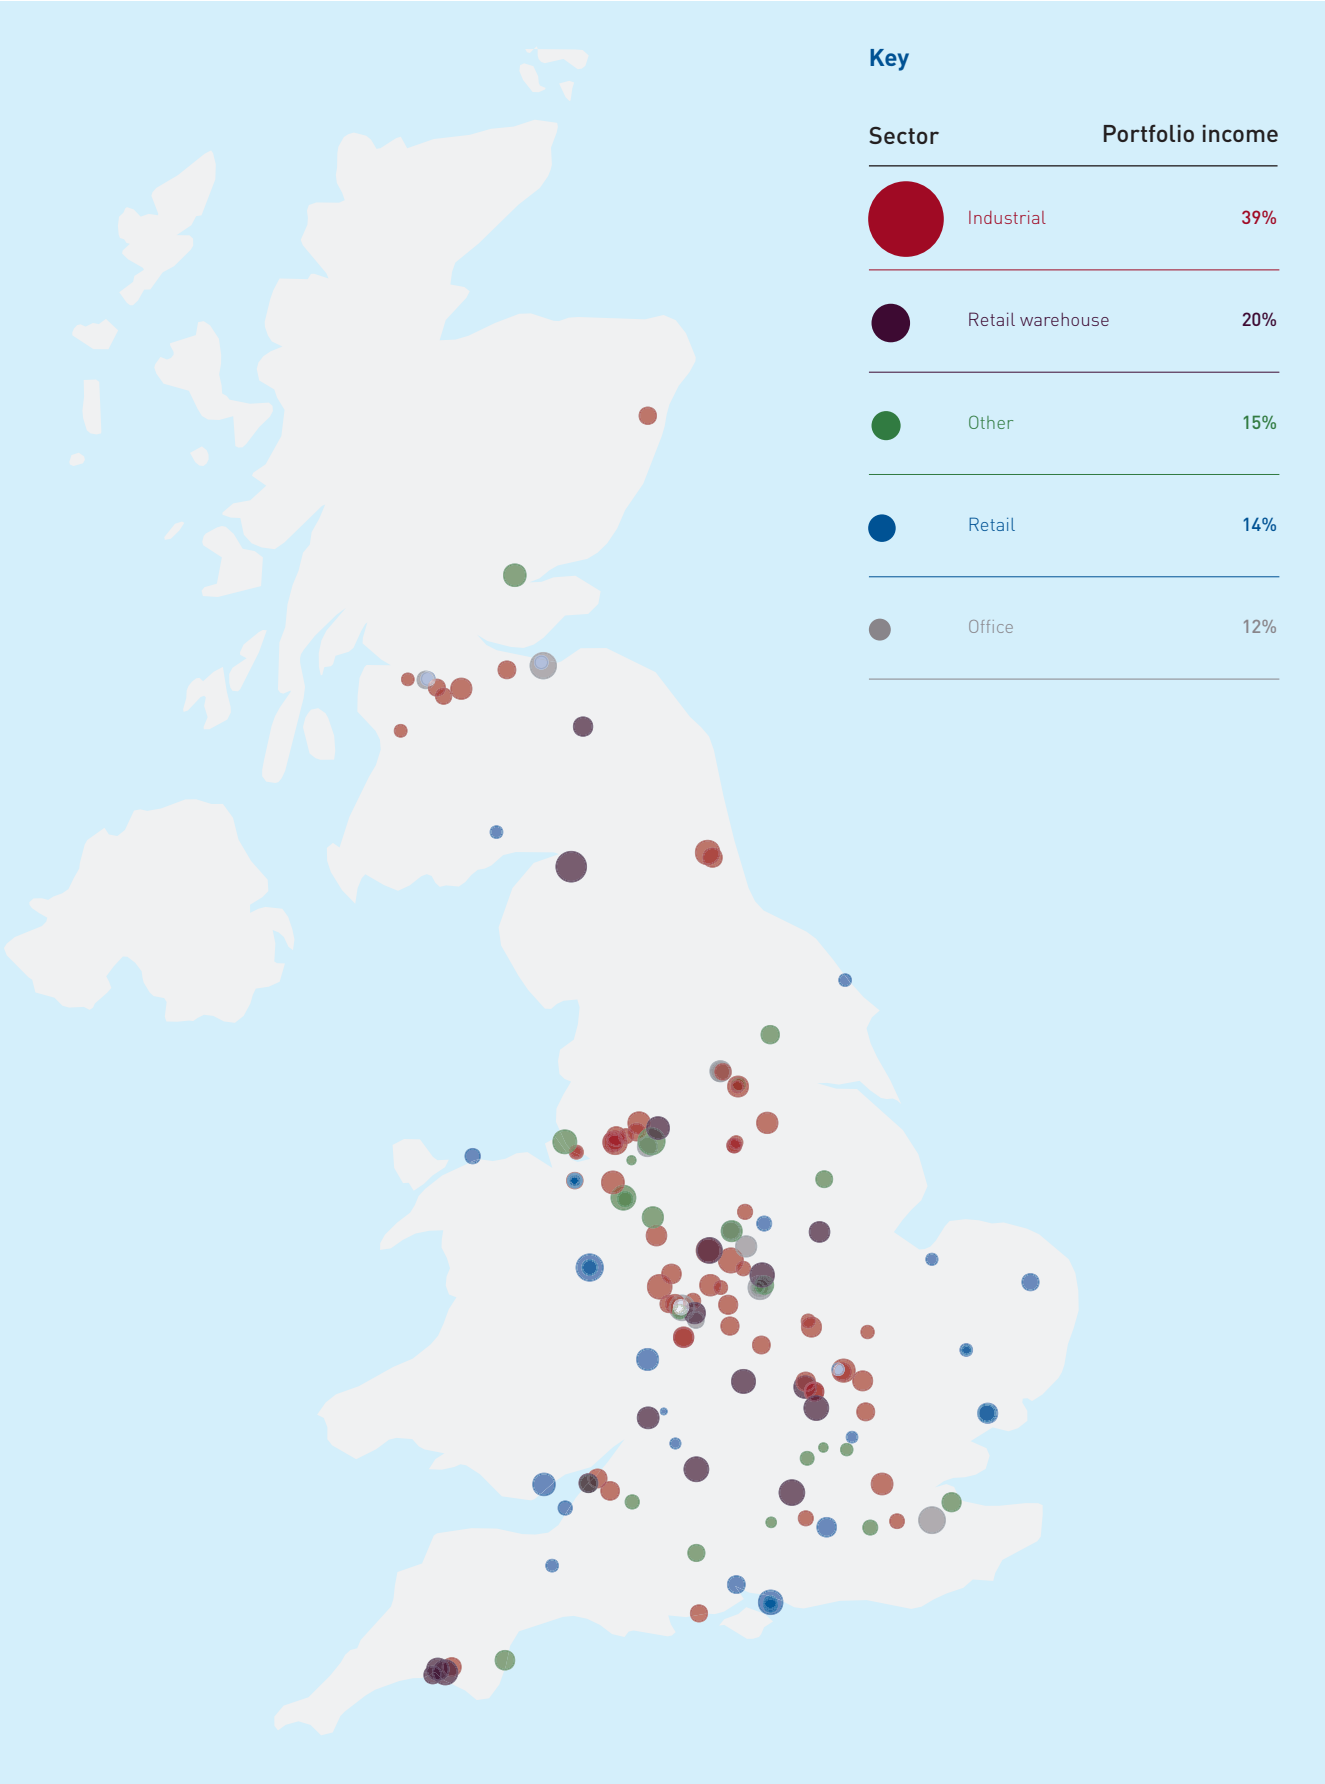 Key
Sector Portfolio income
Industrial 39%
Retail warehouse 20%
Other 15%
Retail 14%
Office 12%